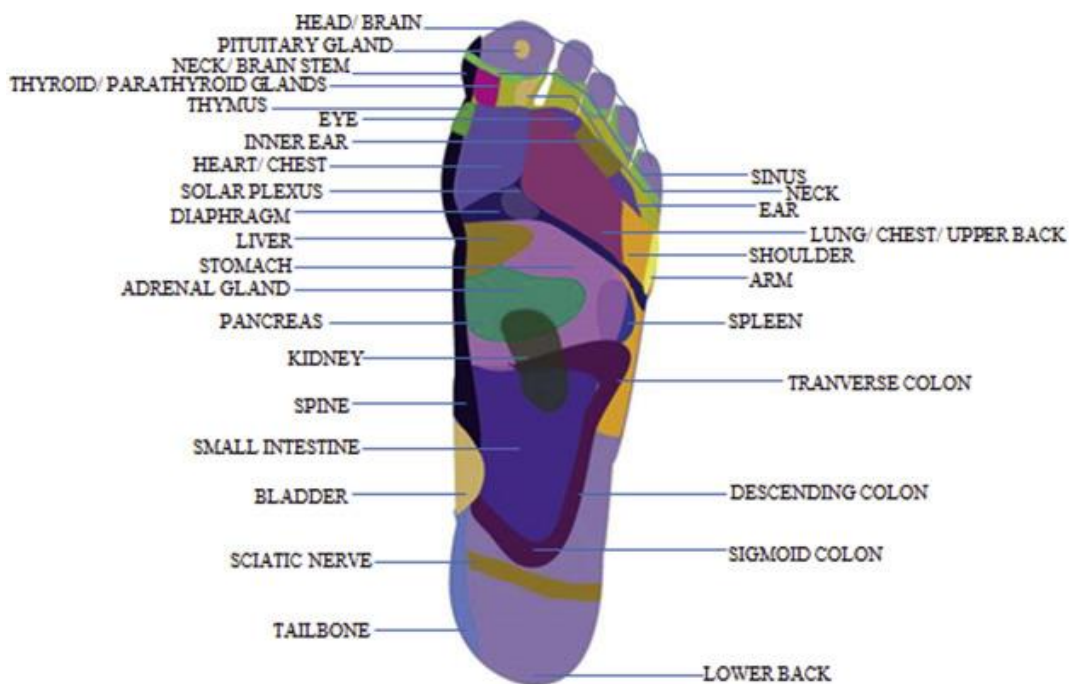 HEAD/ BRAIN
PITUITARY GLAND
NECK/ BRAIN STEM
THYROID/ PARATHYROID GLANDS
THYMUS
EYE
INNER EAR
HEART/ CHEST
SOLAR PLEXUS
DIAPHRAGM
LIVER
STOMACH
ADRENAL GLAND
PANCREAS
KIDNEY
SPINE
SMALL INTESTINE
BLADDER
SCIATIC NERVE
TAILBONE
SINUS
NECK
EAR
LUNG/ CHEST/ UPPER BACK
SHOULDER
ARM
SPLEEN
TRANVERSE COLON
DESCENDING COLON
SIGMOID COLON
LOWER BACK